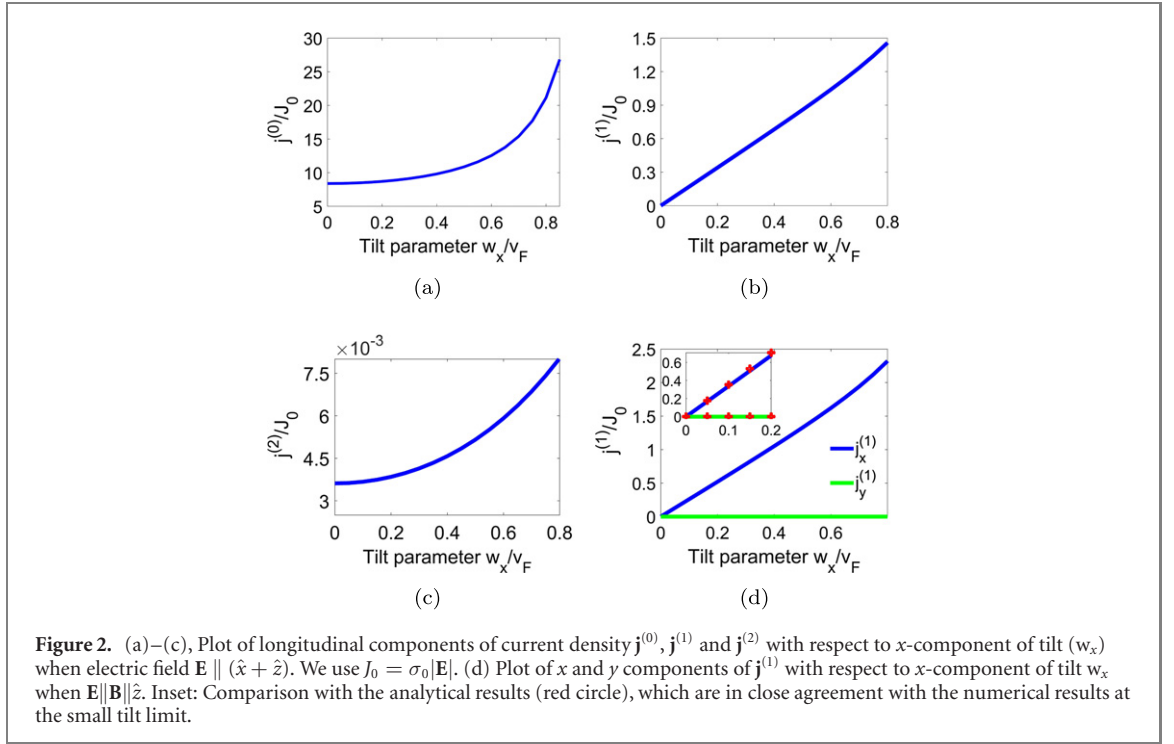 30
25
20
15
10
5
j^(0)/J_0
0 0.2 0.4 0.6 0.8
Tilt parameter w_x/v_F
(a)
1.5
1.2
0.9
0.6
0.3
0
j^(1)/J_0
0 0.2 0.4 0.6 0.8
Tilt parameter w_x/v_F
(b)
×10^-3
7.5
6
4.5
3
j^(2)/J_0
0 0.2 0.4 0.6 0.8
Tilt parameter w_x/v_F
(c)
2.5
2
1.5
1
0.5
0
j^(1)/J_0
0.6
0.4
0.2
0
0 0.1 0.2
j_x^(1)
j_y^(1)
0 0.2 0.4 0.6 0.8
Tilt parameter w_x/v_F
(d)
Figure 2. (a)–(c), Plot of longitudinal components of current density j^(0), j^(1) and j^(2) with respect to x-component of tilt (w_x)
when electric field E ∥ (x̂ + ẑ). We use J_0 = σ_0|E|. (d) Plot of x and y components of j^(1) with respect to x-component of tilt w_x
when E∥B∥ẑ. Inset: Comparison with the analytical results (red circle), which are in close agreement with the numerical results at
the small tilt limit.